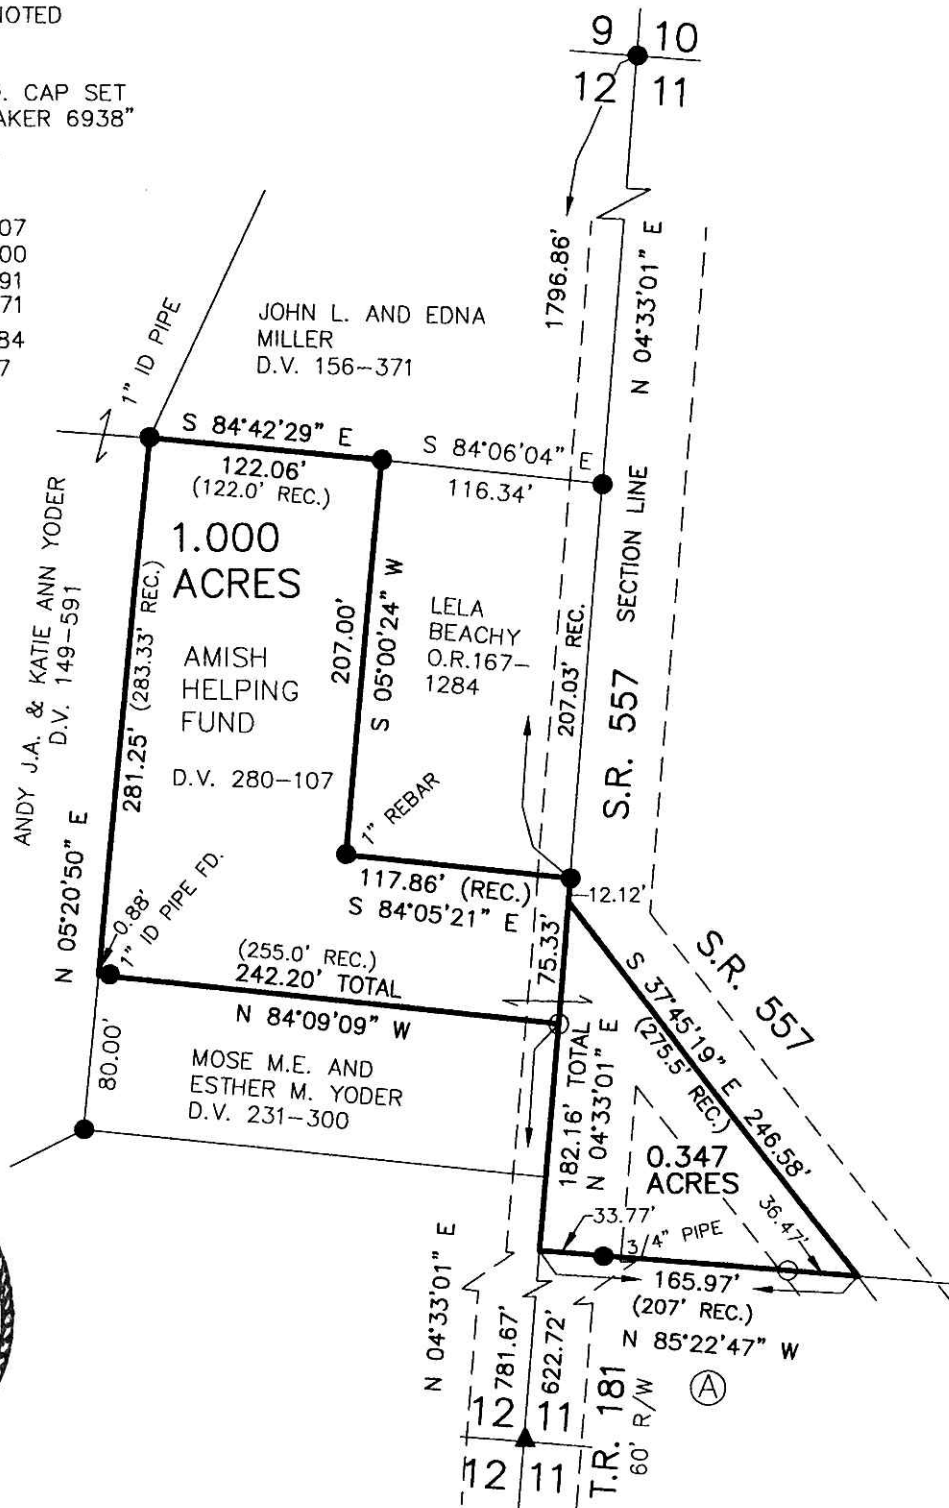 NOTED
CAP SET
AKER 6938"
07
00
91
71
84
7
9 10
12 11
1796.86'
N 04°33'01" E
1" ID PIPE
JOHN L. AND EDNA
MILLER
D.V. 156-371
S 84°42'29" E
122.06'
(122.0' REC.)
S 84°06'04" E
116.34'
1.000
ACRES
AMISH
HELPING
FUND
D.V. 280-107
ANDY J.A. & KATIE ANN YODER
D.V. 149-591
N 05°20'50" E
281.25' (283.33' REC.)
207.00'
S 05°00'24" W
LELA
BEACHY
O.R.167-
1284
207.03' REC.
S.R. 557
SECTION LINE
1" REBAR
117.86' (REC.)
S 84°05'21" E
12.12'
0.88'
1" ID PIPE FD.
(255.0' REC.)
242.20' TOTAL
N 84°09'09" W
75.33'
S.R. 557
S 37°45'19" E 246.58'
(275.5' REC.)
80.00'
MOSE M.E. AND
ESTHER M. YODER
D.V. 231-300
182.16' TOTAL
N 04°33'01" E
0.347
ACRES
33.77'
3/4" PIPE
36.47'
165.97'
(207' REC.)
N 85°22'47" W
A
N 04°33'01" E
781.67'
622.72'
T.R. 181
60' R/W
12 11
12 11